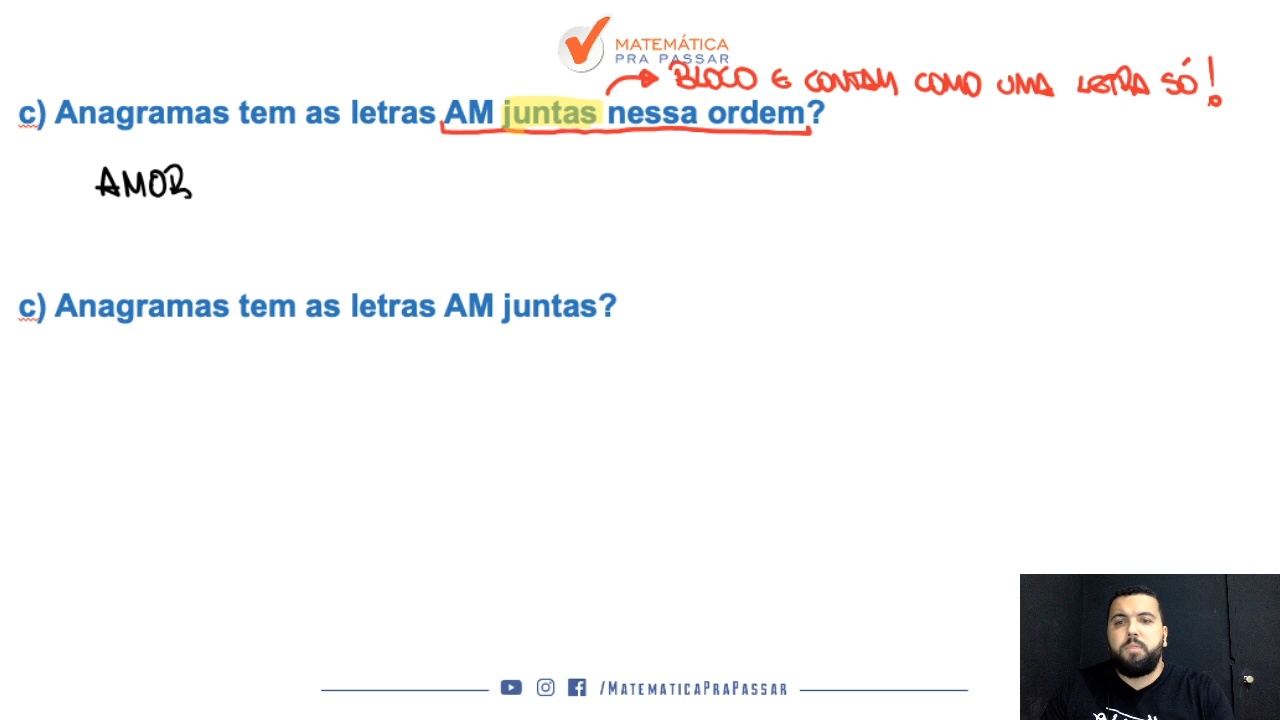 MATEMÁTICA
PRA PASSAR
BLOCO E CONTAM COMO UMA LETRA SÓ!
c) Anagramas tem as letras AM juntas nessa ordem?
AMOR
c) Anagramas tem as letras AM juntas?
/MATEMATICAPRAPASSAR